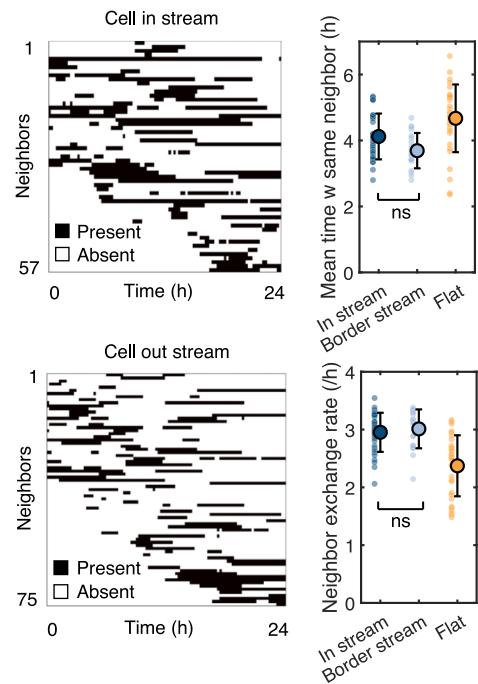 Cell in stream
1
Neighbors
57
Present
Absent
0
Time (h)
24
Mean time w same neighbor (h)
6
4
2
0
ns
In stream
Border stream
Flat
Cell out stream
1
Neighbors
75
Present
Absent
0
Time (h)
24
Neighbor exchange rate (/h)
4
3
2
1
0
ns
In stream
Border stream
Flat